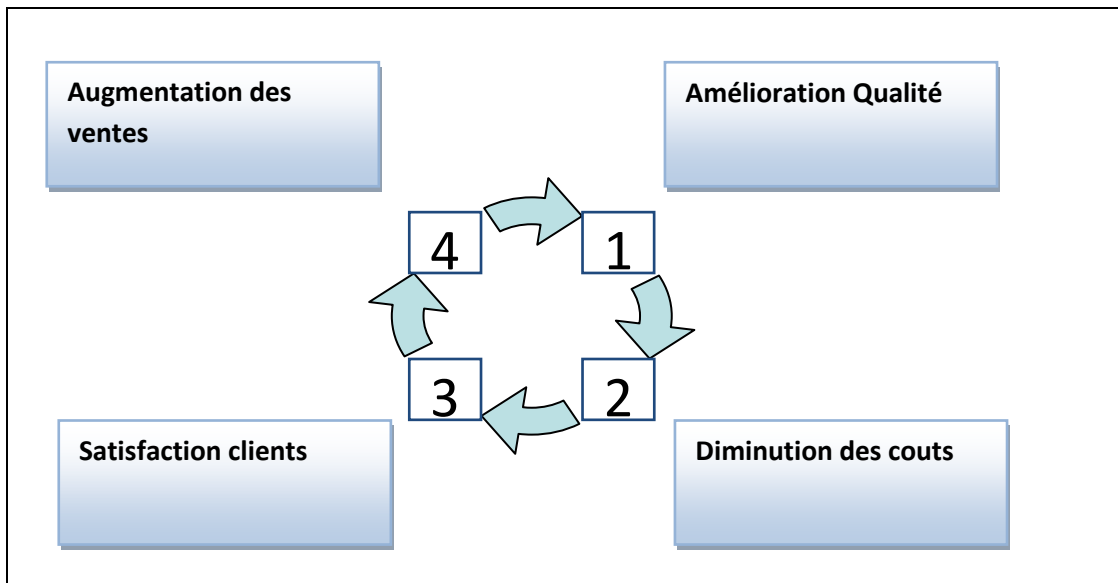 Augmentation des
ventes
Amélioration Qualité
4
1
3
2
Satisfaction clients
Diminution des couts